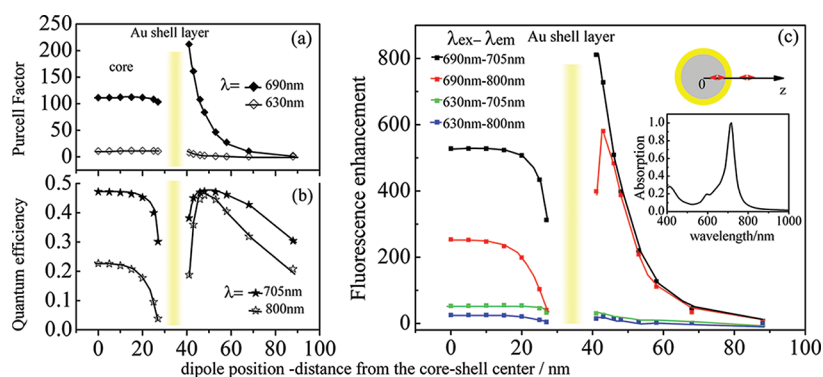 Au shell layer
(a)
core
λ=
690nm
630nm
Purcell Factor
250
200
150
100
50
0
(b)
λ=
705nm
800nm
Quantum efficiency
0.5
0.4
0.3
0.2
0.1
0.0
0 20 40 60 80 100
Au shell layer
(c)
λex– λem
690nm-705nm
690nm-800nm
630nm-705nm
630nm-800nm
Fluorescence enhancement
800
600
400
200
0
0 20 40 60 80 100
0
z
Absorption
1.0
0.8
0.6
0.4
0.2
0.0
400 600 800 1000
wavelength/nm
dipole position -distance from the core-shell center / nm